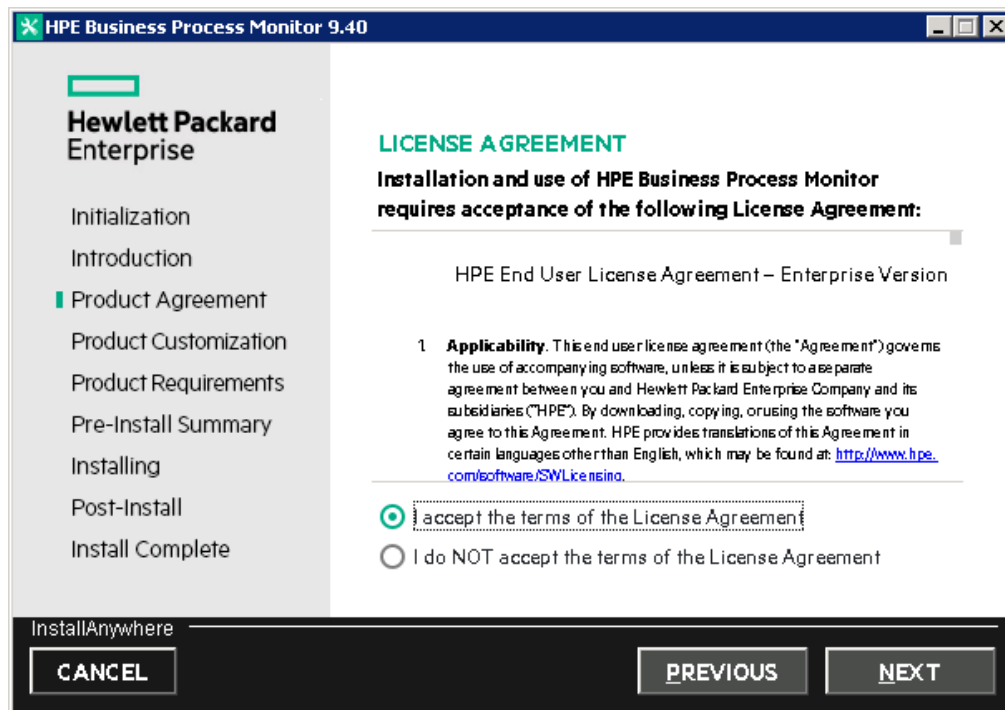 HPE Business Process Monitor 9.40
Hewlett Packard
Enterprise
Initialization
Introduction
Product Agreement
Product Customization
Product Requirements
Pre-Install Summary
Installing
Post-Install
Install Complete
LICENSE AGREEMENT
Installation and use of HPE Business Process Monitor
requires acceptance of the following License Agreement:
HPE End User License Agreement – Enterprise Version
1. Applicability. This end user license agreement (the "Agreement") governs
the use of accompanying software, unless it is subject to a separate
agreement between you and Hewlett Packard Enterprise Company and its
subsidiaries ("HPE"). By downloading, copying, or using the software you
agree to this Agreement. HPE provides translations of this Agreement in
certain languages other than English, which may be found at: http://www.hpe.
com/software/SWLicensing.
I accept the terms of the License Agreement
I do NOT accept the terms of the License Agreement
InstallAnywhere
CANCEL
PREVIOUS
NEXT